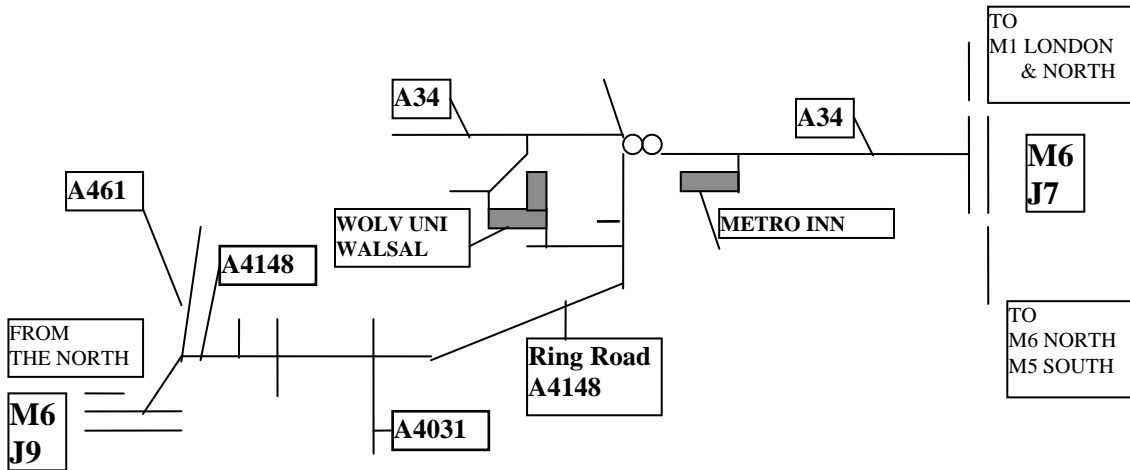 TO
M1 LONDON
& NORTH
A34
A34
M6
J7
A461
WOLV UNI
WALSAL
METRO INN
A4148
FROM
THE NORTH
TO
M6 NORTH
M5 SOUTH
Ring Road
A4148
M6
J9
A4031